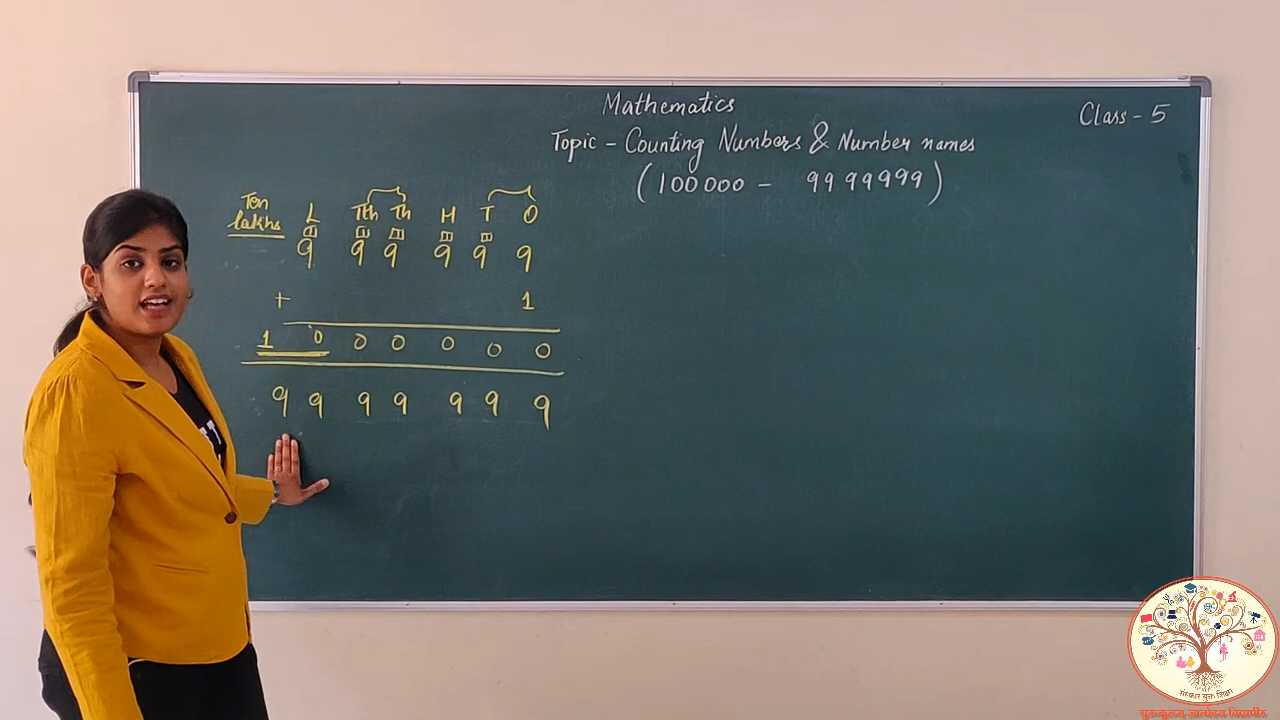 Mathematics
Class - 5
Topic - Counting Numbers & Number names
(100000 - 9999999)
Ten lakhs L Tth Th H T O
9 9 9 9 9 9
+ 1
1 0 0 0 0 0 0
9 9 9 9 9 9 9
संस्कार युक्त शिक्षा